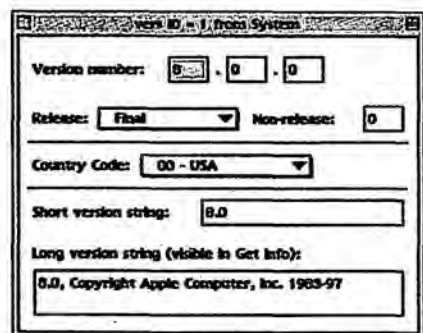 vers ID = 1 from System
Version number: 8 . 0 . 0
Release: Final Non-release: 0
Country Code: 00 - USA
Short version string: 8.0
Long version string (visible in Get Info):
8.0, Copyright Apple Computer, Inc. 1983-97